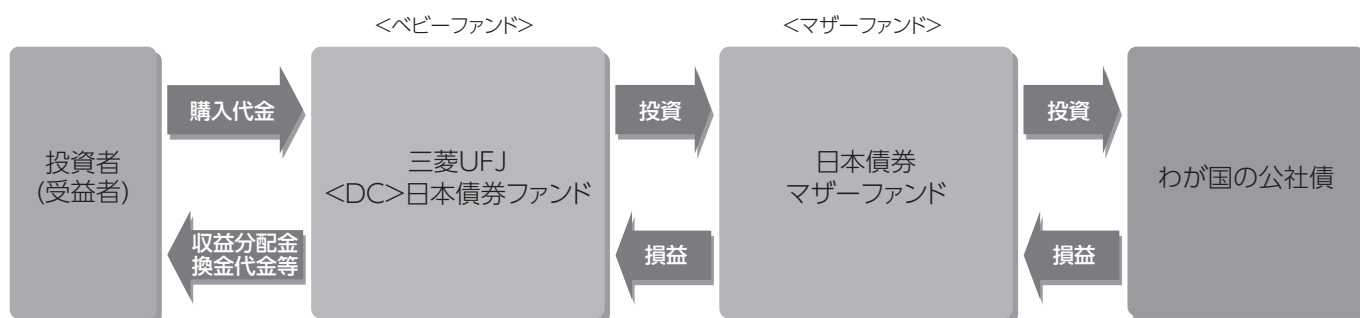 <ベビーファンド>
<マザーファンド>
投資者
(受益者)
購入代金
収益分配金
換金代金等
三菱UFJ
<DC>日本債券ファンド
投資
損益
日本債券
マザーファンド
投資
損益
わが国の公社債